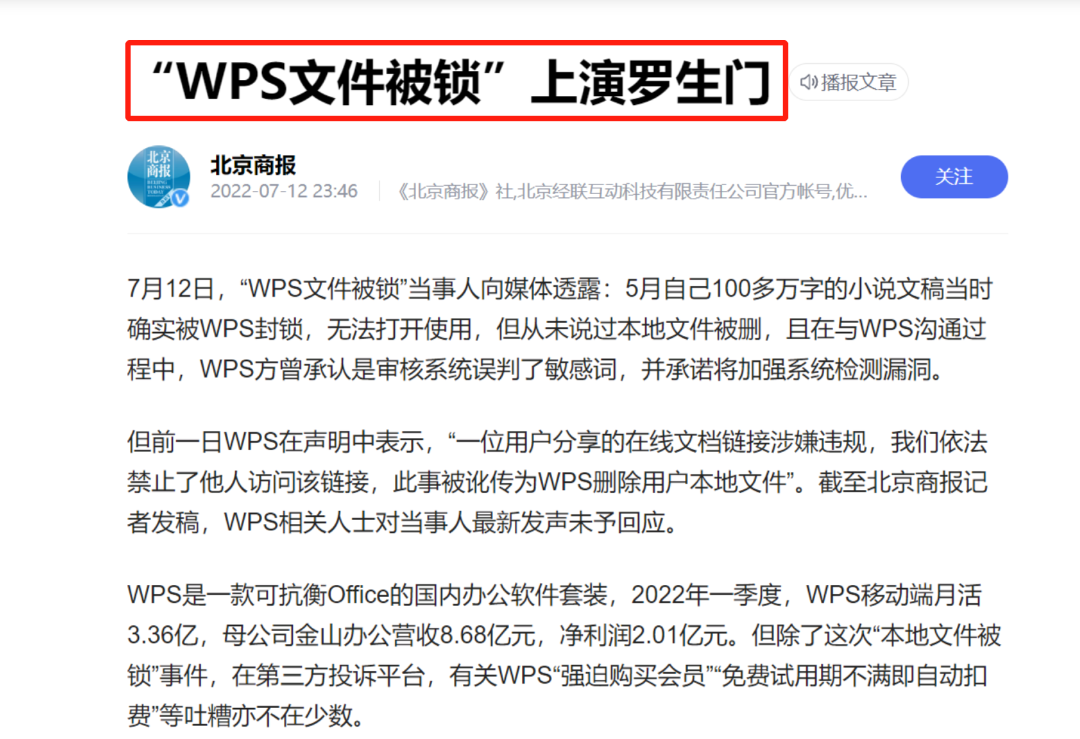 “WPS文件被锁”上演罗生门
播报文章
北京商报
北京商报
2022-07-12 23:46
《北京商报》社,北京经联互动科技有限责任公司官方帐号,优...
关注
7月12日，“WPS文件被锁”当事人向媒体透露：5月自己100多万字的小说文稿当时
确实被WPS封锁，无法打开使用，但从未说过本地文件被删，且在与WPS沟通过
程中，WPS方曾承认是审核系统误判了敏感词，并承诺将加强系统检测漏洞。
但前一日WPS在声明中表示，“一位用户分享的在线文档链接涉嫌违规，我们依法
禁止了他人访问该链接，此事被讹传为WPS删除用户本地文件”。截至北京商报记
者发稿，WPS相关人士对当事人最新发声未予回应。
WPS是一款可抗衡Office的国内办公软件套装，2022年一季度，WPS移动端月活
3.36亿，母公司金山办公营收8.68亿元，净利润2.01亿元。但除了这次“本地文件被
锁”事件，在第三方投诉平台，有关WPS“强迫购买会员”“免费试用期不满即自动扣
费”等吐糟亦不在少数。